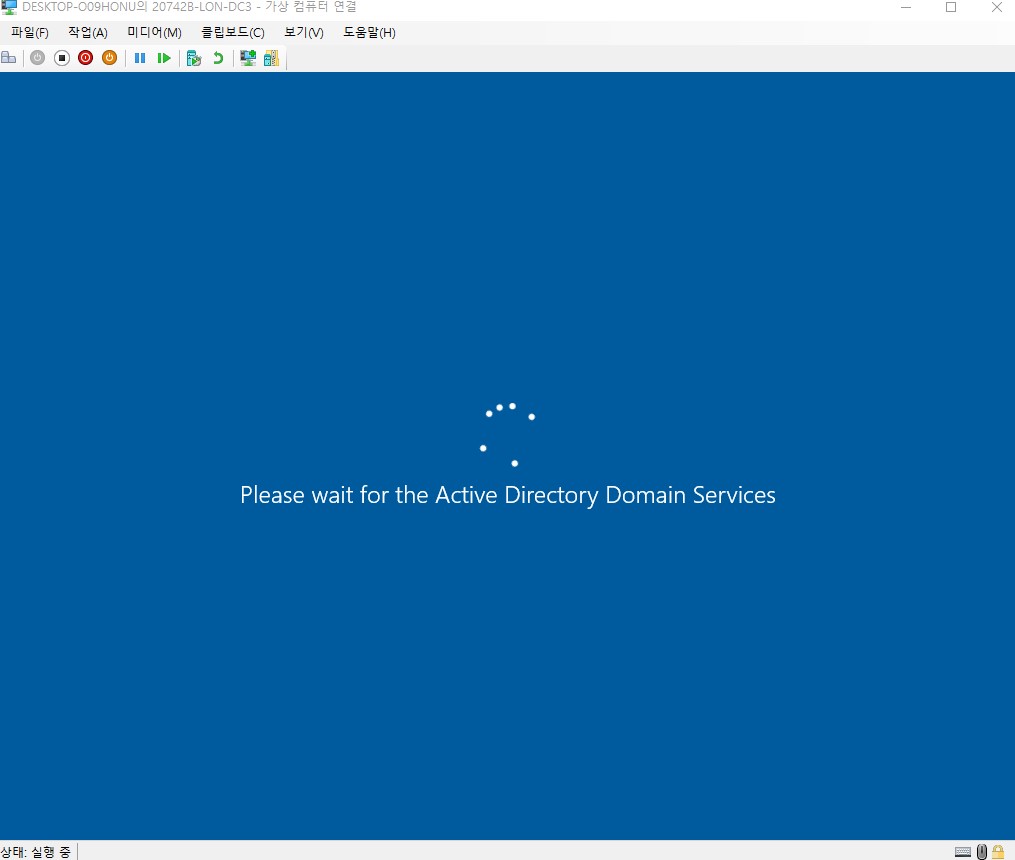 DESKTOP-O09HONU의 20742B-LON-DC3 - 가상 컴퓨터 연결
파일(F) 작업(A) 미디어(M) 클립보드(C) 보기(V) 도움말(H)
Please wait for the Active Directory Domain Services
상태: 실행 중